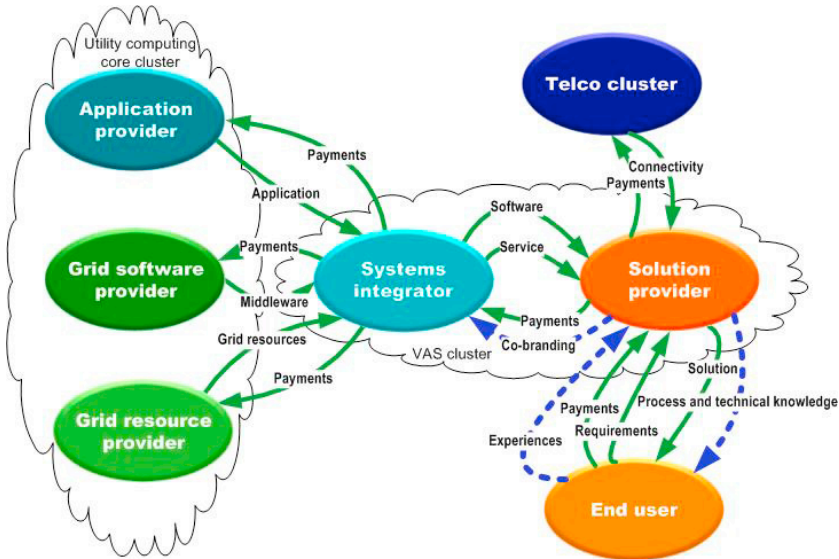 Utility computing
core cluster
Application
provider
Telco cluster
Payments
Connectivity
Payments
Application
Software
Payments
Service
Grid software
provider
Systems
integrator
Solution
provider
Middleware
Grid resources
Payments
Co-branding
VAS cluster
Payments
Solution
Grid resource
provider
Payments
Process and technical knowledge
Experiences
Requirements
End user